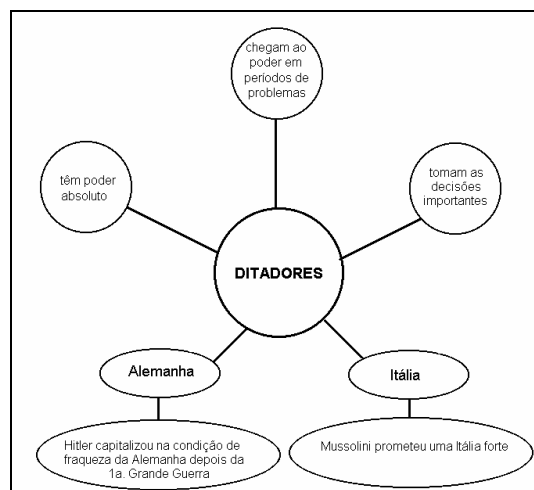 chegam ao
poder em
períodos de
problemas
têm poder
absoluto
tomam as
decisões
importantes
DITADORES
Alemanha
Itália
Hitler capitalizou na condição de
fraqueza da Alemanha depois da
1a. Grande Guerra
Mussolini prometeu uma Itália forte